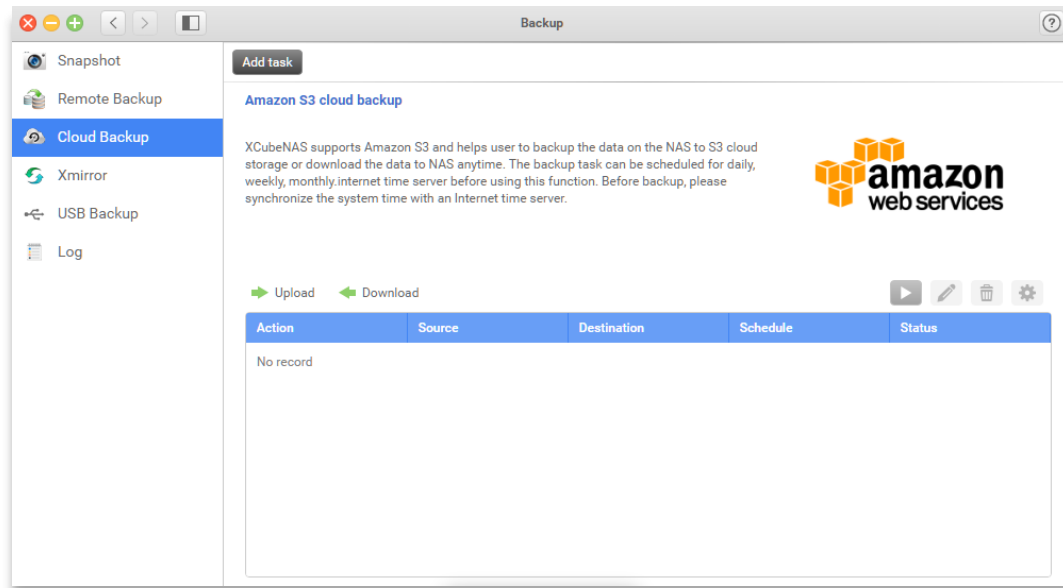 Backup
?
Snapshot
Remote Backup
Cloud Backup
Xmirror
USB Backup
Log
Add task
Amazon S3 cloud backup
XCubeNAS supports Amazon S3 and helps user to backup the data on the NAS to S3 cloud
storage or download the data to NAS anytime. The backup task can be scheduled for daily,
weekly, monthly.internet time server before using this function. Before backup, please
synchronize the system time with an Internet time server.
amazon
web services
Upload
Download
Action Source Destination Schedule Status
No record